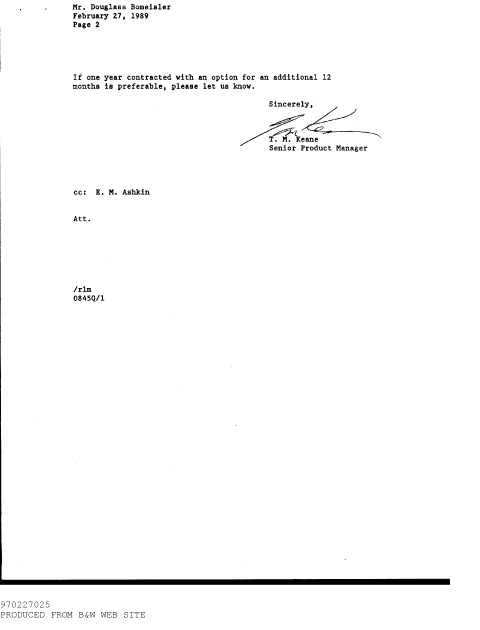 Mr. Douglass Bomeisler
February 27, 1989
Page 2
If one year contracted with an option for an additional 12
months is preferable, please let us know.
Sincerely,
T. M. Keane
Senior Product Manager
cc: E. M. Ashkin
Att.
/rlm
0845Q/1
970227025
PRODUCED FROM B&W WEB SITE